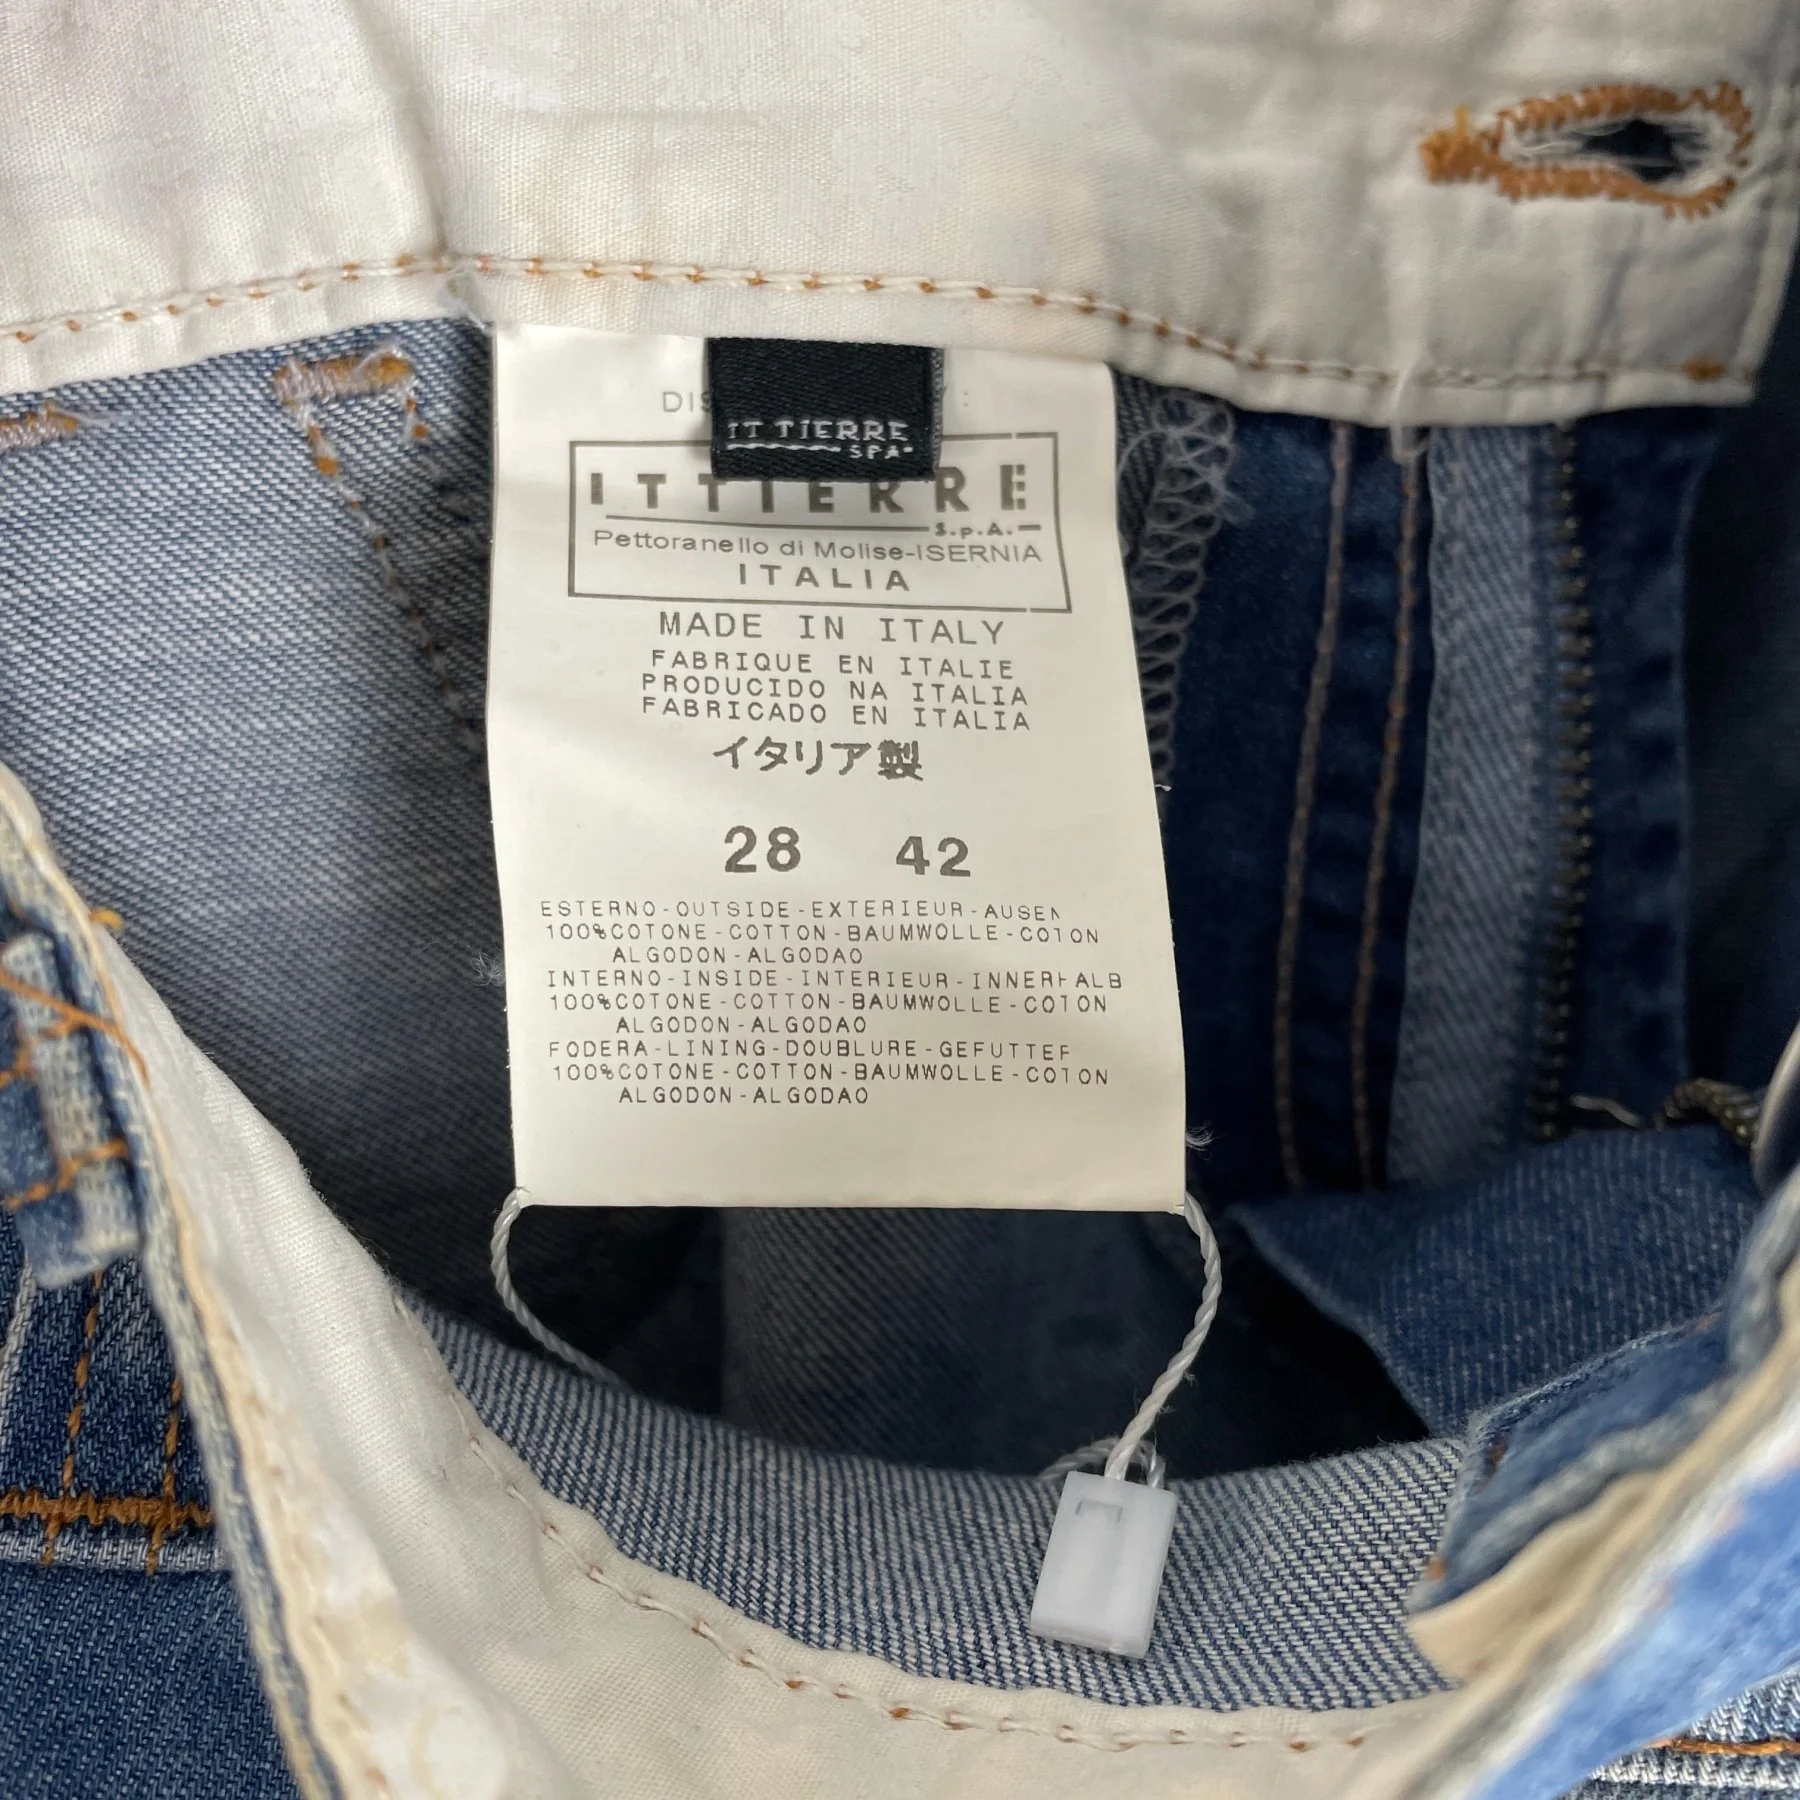 IT TIERRE
SPA
ITTIERRE
S.p.A.
Pettoranello di Molise-ISERNIA
ITALIA
MADE IN ITALY
FABRIQUE EN ITALIE
PRODUCIDO NA ITALIA
FABRICADO EN ITALIA
イタリア製
28 42
ESTERNO-OUTSIDE-EXTERIEUR-AUSEN
100%COTONE-COTTON-BAUMWOLLE-COTON
ALGODON-ALGODAO
INTERNO-INSIDE-INTERIEUR-INNERHALB
100%COTONE-COTTON-BAUMWOLLE-COTON
ALGODON-ALGODAO
FODERA-LINING-DOUBLURE-GEFUTTEF
100%COTONE-COTTON-BAUMWOLLE-COTON
ALGODON-ALGODAO